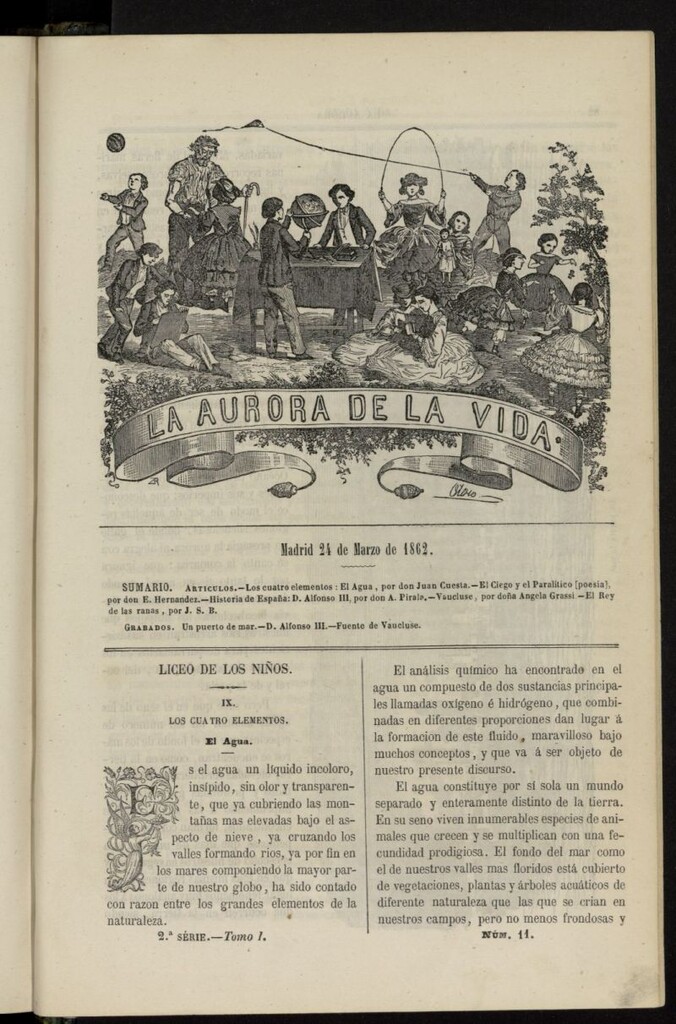 LA AURORA DE LA VIDA
Madrid 24 de Marzo de 1862.
SUMARIO. ARTICULOS.—Los cuatro elementos: El Agua, por don Juan Cuesta.—El Ciego y el Paralítico [poesia],
por don E. Hernandez.—Historia de España: D. Alfonso III, por don A. Pirala.—Vaucluse, por doña Angela Grassi—El Rey
de las ranas, por J. S. B.
GRABADOS. Un puerto de mar.—D. Alfonso III.—Fuente de Vaucluse.
LICEO DE LOS NIÑOS.
IX.
LOS CUATRO ELEMENTOS.
El Agua.
Es el agua un líquido incoloro,
insípido, sin olor y transparen-
te, que ya cubriendo las mon-
tañas mas elevadas bajo el as-
pecto de nieve, ya cruzando los
valles formando rios, ya por fin en
los mares componiendo la mayor par-
te de nuestro globo, ha sido contado
con razon entre los grandes elementos de la
naturaleza.
2.ª SÉRIE.—Tomo I.
El análisis químico ha encontrado en el
agua un compuesto de dos sustancias principa-
les llamadas oxígeno é hidrógeno, que combi-
nadas en diferentes proporciones dan lugar á
la formacion de este fluido, maravilloso bajo
muchos conceptos, y que va á ser objeto de
nuestro presente discurso.
El agua constituye por sí sola un mundo
separado y enteramente distinto de la tierra.
En su seno viven innumerables especies de ani-
males que crecen y se multiplican con una fe-
cundidad prodigiosa. El fondo del mar como
el de nuestros valles mas floridos está cubierto
de vegetaciones, plantas y árboles acuáticos de
diferente naturaleza que las que se crian en
nuestros campos, pero no menos frondosas y
NÚM. 11.